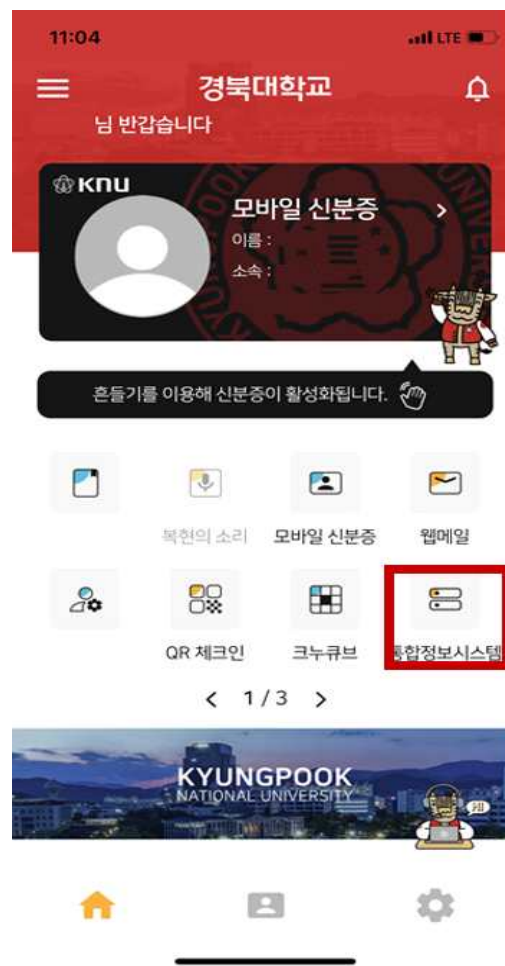 11:04 LTE
경북대학교
님 반갑습니다
KNU
모바일 신분증
이름 :
소속 :
흔들기를 이용해 신분증이 활성화됩니다.
복현의 소리 모바일 신분증 웹메일
QR 체크인 크누큐브 통합정보시스템
< 1 / 3 >
KYUNGPOOK
NATIONAL UNIVERSITY
HI